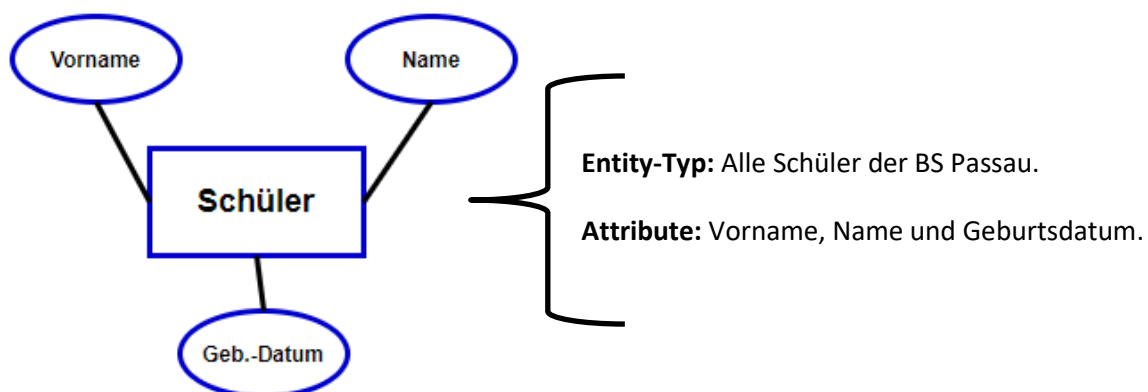 Vorname
Name
Schüler
Geb.-Datum
Entity-Typ: Alle Schüler der BS Passau.
Attribute: Vorname, Name und Geburtsdatum.